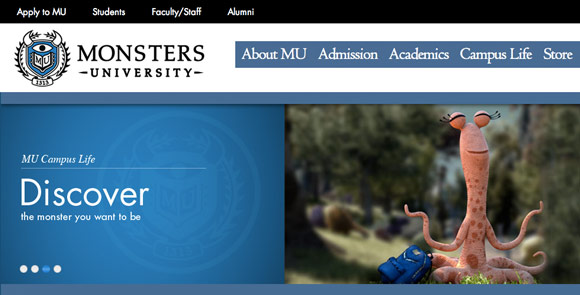 Apply to MU Students Faculty/Staff Alumni
MU
1313
MONSTERS
UNIVERSITY
About MU Admission Academics Campus Life Store
MU Campus Life
Discover
the monster you want to be